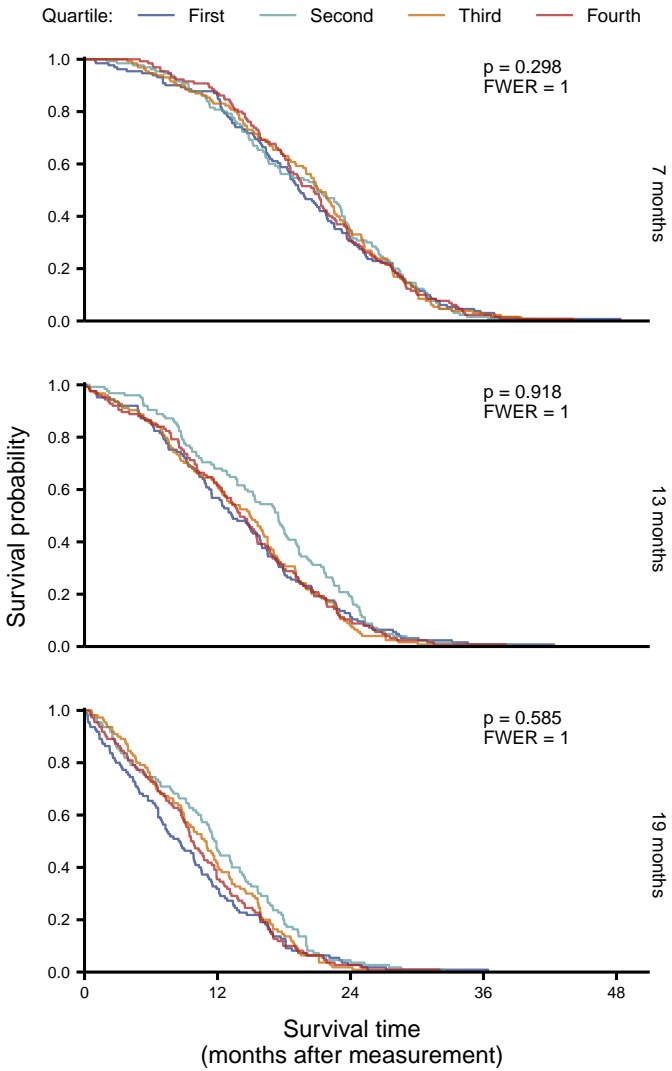 Quartile: First Second Third Fourth
1.0
0.8
0.6
0.4
0.2
0.0
p = 0.298
FWER = 1
7 months
1.0
0.8
0.6
0.4
0.2
0.0
p = 0.918
FWER = 1
13 months
Survival probability
1.0
0.8
0.6
0.4
0.2
0.0
p = 0.585
FWER = 1
19 months
0 12 24 36 48
Survival time
(months after measurement)